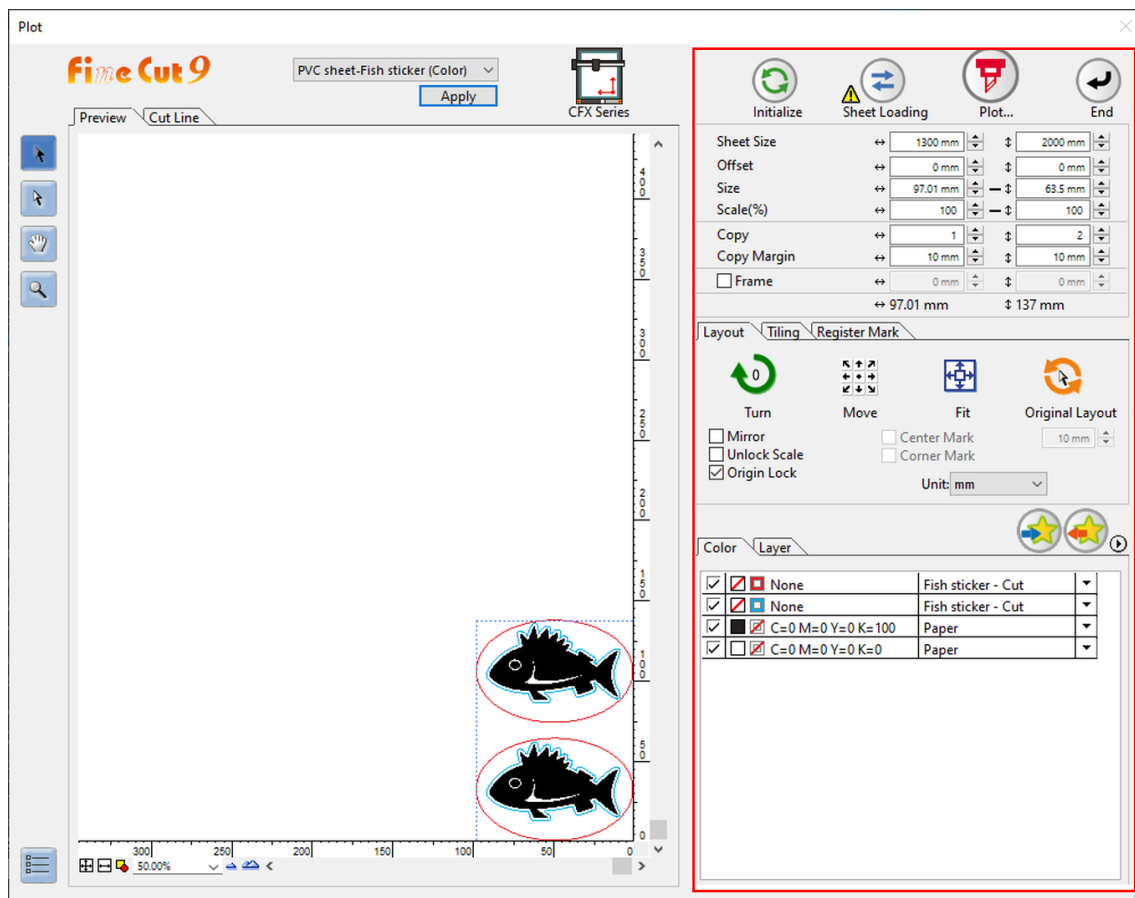 Plot
Fine Cut 9
PVC sheet-Fish sticker (Color)
Apply
CFX Series
Preview
Cut Line
400
350
300
250
200
150
100
50
0
300 250 200 150 100 50 0
50.00%
Initialize
Sheet Loading
Plot...
End
Sheet Size 1300 mm 2000 mm
Offset 0 mm 0 mm
Size 97.01 mm 63.5 mm
Scale(%) 100 100
Copy 1 2
Copy Margin 10 mm 10 mm
Frame 0 mm 0 mm
97.01 mm 137 mm
Layout
Tiling
Register Mark
0
Turn
Move
Fit
Original Layout
Mirror
Center Mark
10 mm
Unlock Scale
Corner Mark
Origin Lock
Unit: mm
Color
Layer
None Fish sticker - Cut
None Fish sticker - Cut
C=0 M=0 Y=0 K=100 Paper
C=0 M=0 Y=0 K=0 Paper